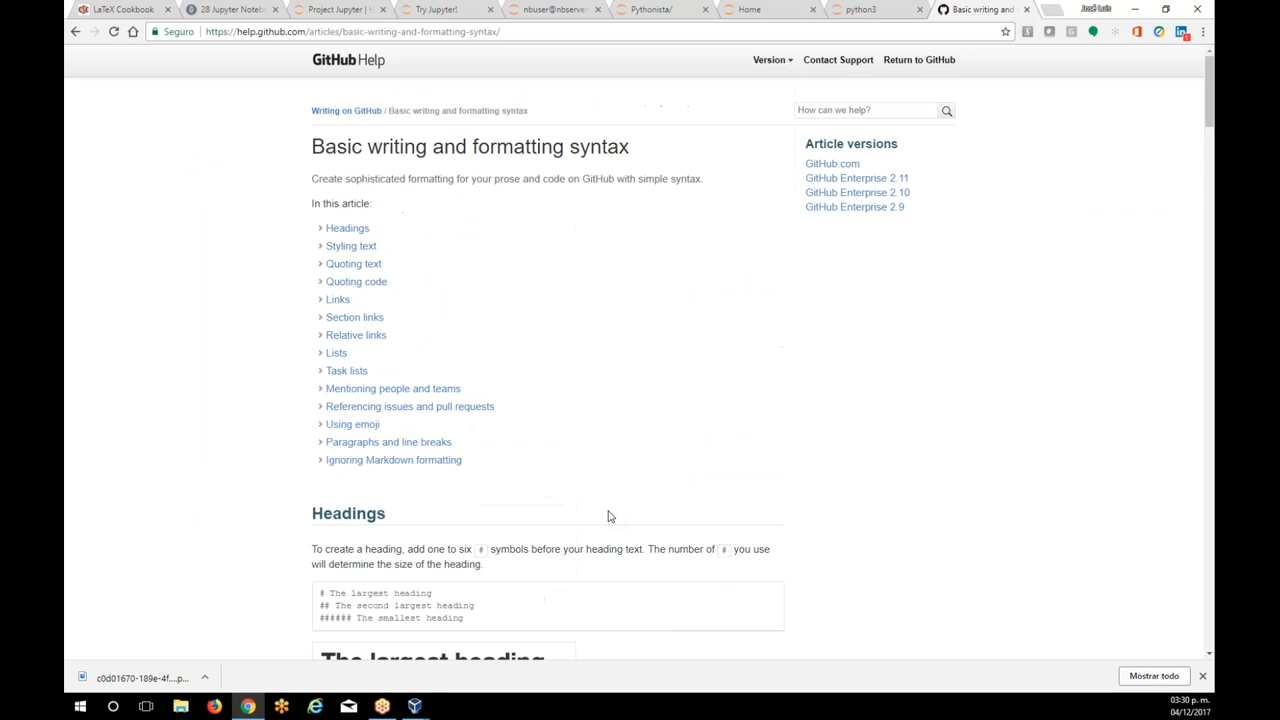 LaTeX Cookbook
28 Jupyter Noteb
Project Jupyter | H
Try Jupyter!
nbuser@nbserver:
Pythonista/
Home
python3
Basic writing and
José Luis
Seguro
https://help.github.com/articles/basic-writing-and-formatting-syntax/
GitHub Help
Version
Contact Support
Return to GitHub
Writing on GitHub / Basic writing and formatting syntax
How can we help?
Basic writing and formatting syntax
Article versions
GitHub.com
GitHub Enterprise 2.11
GitHub Enterprise 2.10
GitHub Enterprise 2.9
Create sophisticated formatting for your prose and code on GitHub with simple syntax.
In this article:
Headings
Styling text
Quoting text
Quoting code
Links
Section links
Relative links
Lists
Task lists
Mentioning people and teams
Referencing issues and pull requests
Using emoji
Paragraphs and line breaks
Ignoring Markdown formatting
Headings
To create a heading, add one to six # symbols before your heading text. The number of # you use
will determine the size of the heading.
# The largest heading
## The second largest heading
###### The smallest heading
The largest heading
c0d01670-189e-4f....p...
Mostrar todo
03:30 p. m.
04/12/2017